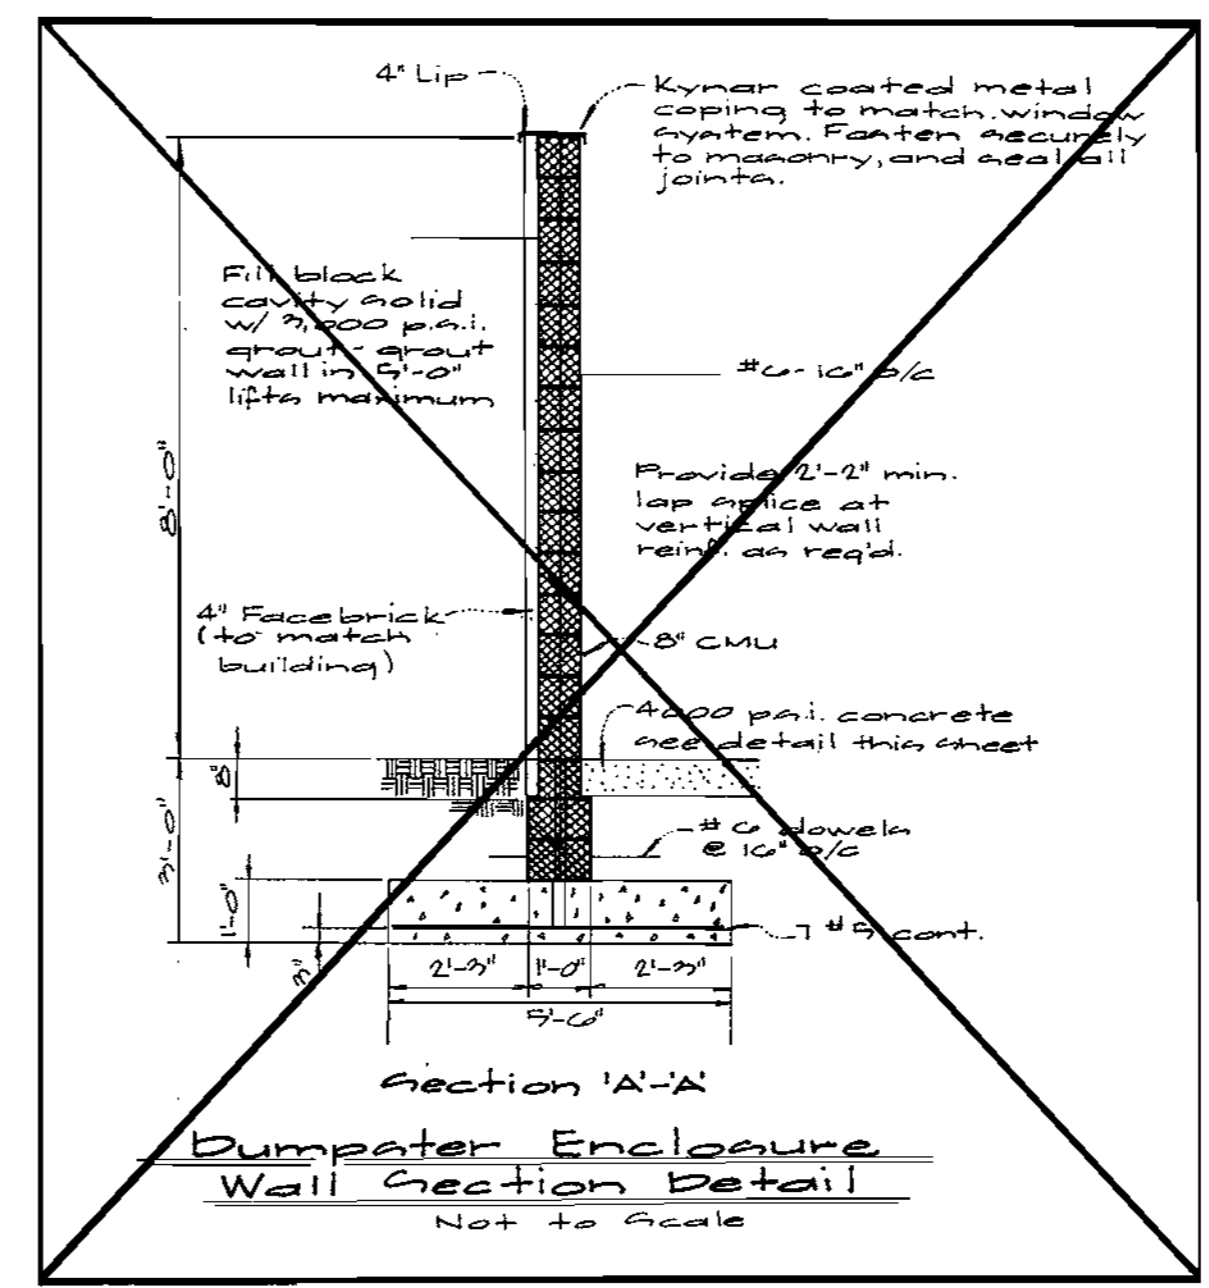 4" Lip
Kynar coated metal
coping to match window
system. Fasten securely
to masonry, and seal all
joints.
Fill block
cavity solid
w/ 3,000 p.s.i.
grout - grout
wall in 5'-0"
lifts maximum
#6-16" o/c
8'-0"
Provide 2'-2" min.
lap splice at
vertical wall
reinf. as req'd.
4" Facebrick
(to match
building)
8" CMU
4000 p.s.i. concrete
see detail this sheet
8"
3'-0"
#6 dowels
@ 16" o/c
1'-0"
7 #5 cont.
3"
2'-3" 1'-0" 2'-3"
5'-6"
Section 'A'-'A'
Dumpster Enclosure
Wall Section Detail
Not to Scale